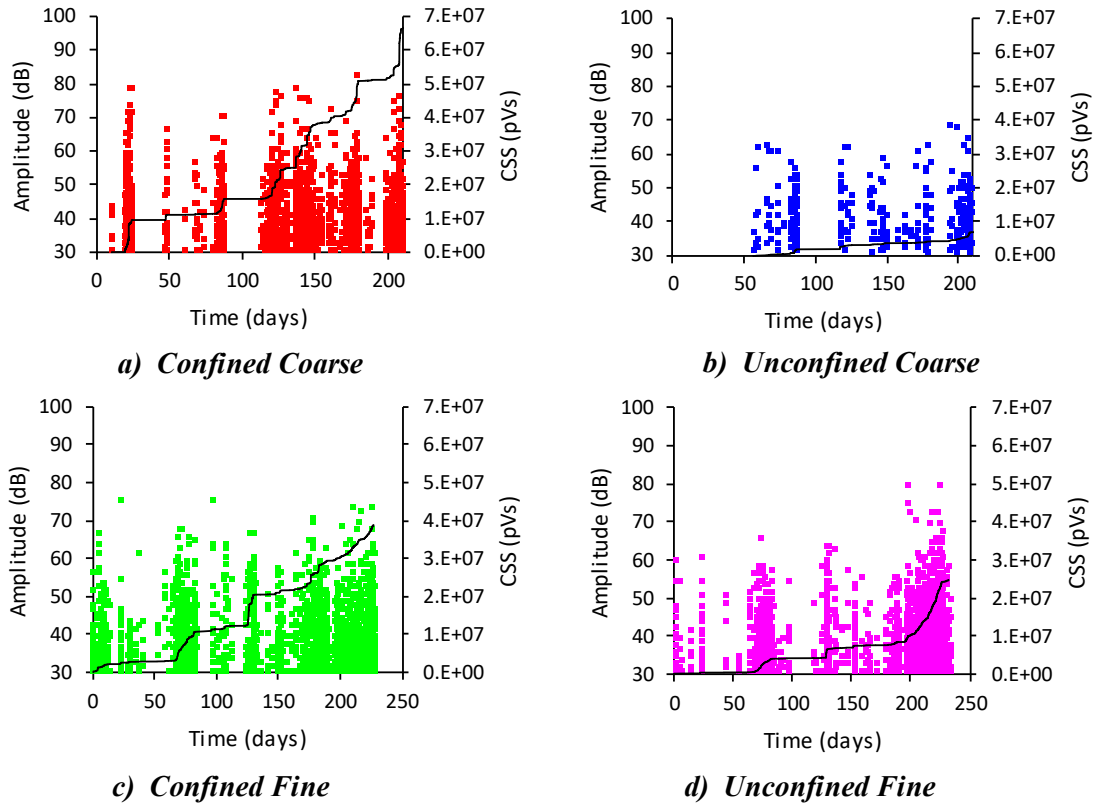 100
90
80
70
60
50
40
30
Amplitude (dB)
7.E+07
6.E+07
5.E+07
4.E+07
3.E+07
2.E+07
1.E+07
0.E+00
CSS (pVs)
0 50 100 150 200
Time (days)
a) Confined Coarse
100
90
80
70
60
50
40
30
Amplitude (dB)
7.E+07
6.E+07
5.E+07
4.E+07
3.E+07
2.E+07
1.E+07
0.E+00
CSS (pVs)
0 50 100 150 200
Time (days)
b) Unconfined Coarse
100
90
80
70
60
50
40
30
Amplitude (dB)
7.E+07
6.E+07
5.E+07
4.E+07
3.E+07
2.E+07
1.E+07
0.E+00
CSS (pVs)
0 50 100 150 200 250
Time (days)
c) Confined Fine
100
90
80
70
60
50
40
30
Amplitude (dB)
7.E+07
6.E+07
5.E+07
4.E+07
3.E+07
2.E+07
1.E+07
0.E+00
CSS (pVs)
0 50 100 150 200 250
Time (days)
d) Unconfined Fine